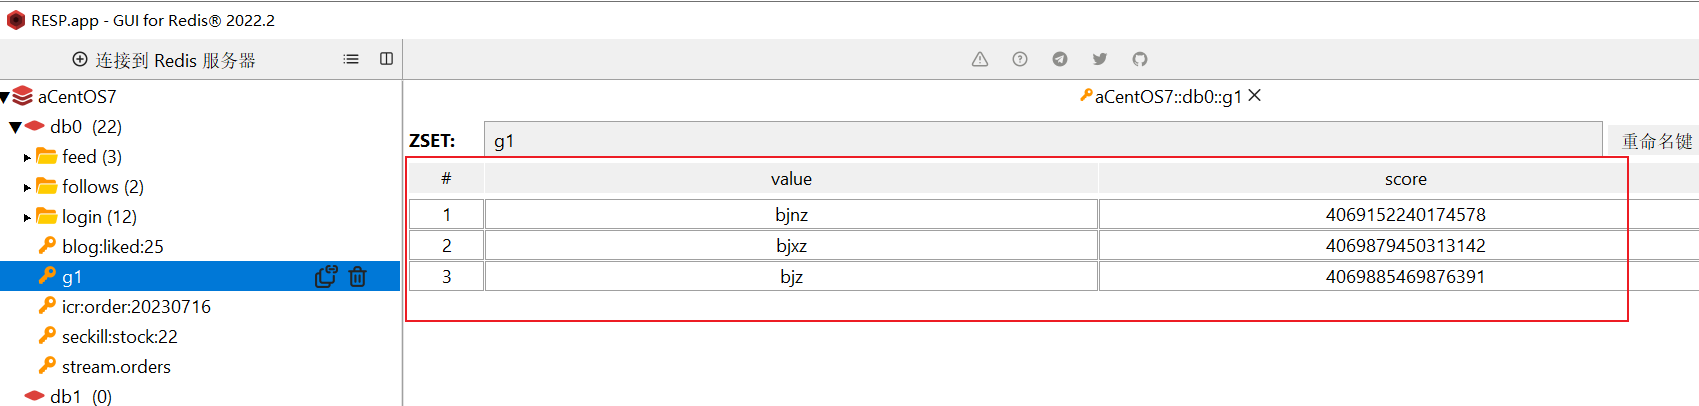 RESP.app - GUI for Redis® 2022.2
连接到 Redis 服务器
aCentOS7
db0 (22)
feed (3)
follows (2)
login (12)
blog:liked:25
g1
icr:order:20230716
seckill:stock:22
stream.orders
db1 (0)
aCentOS7::db0::g1
ZSET: g1 重命名键
# value score
1 bjnz 4069152240174578
2 bjxz 4069879450313142
3 bjz 4069885469876391